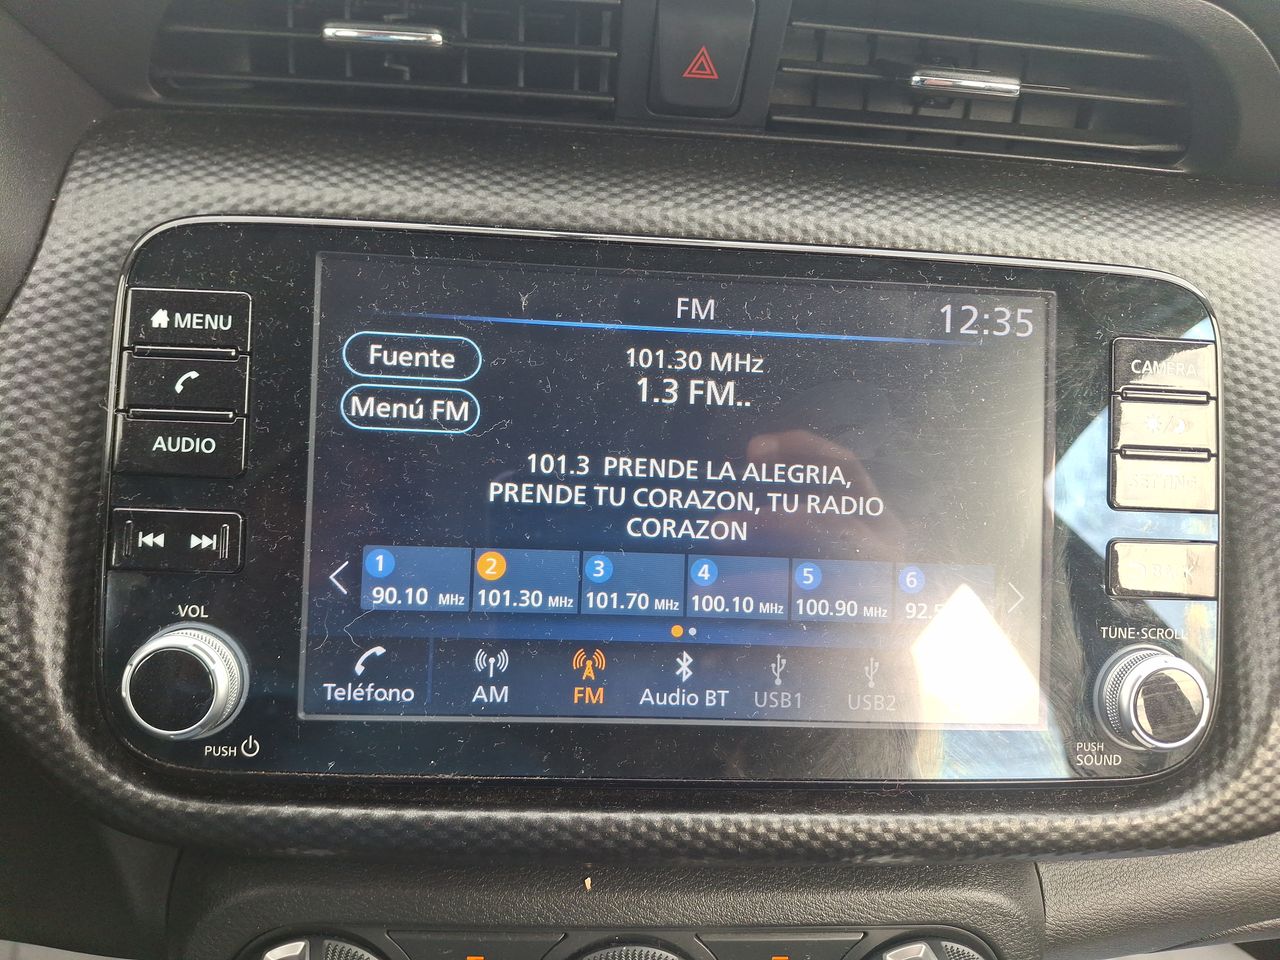 FM
12:35
MENU
Fuente
101.30 MHz
1.3 FM..
Menú FM
CAMERA
AUDIO
101.3 PRENDE LA ALEGRIA,
PRENDE TU CORAZON, TU RADIO
CORAZON
SETTING
1 2 3 4 5 6
90.10 MHz 101.30 MHz 101.70 MHz 100.10 MHz 100.90 MHz
VOL
TUNE·SCROLL
Teléfono AM FM Audio BT USB1 USB2
PUSH
PUSH
SOUND